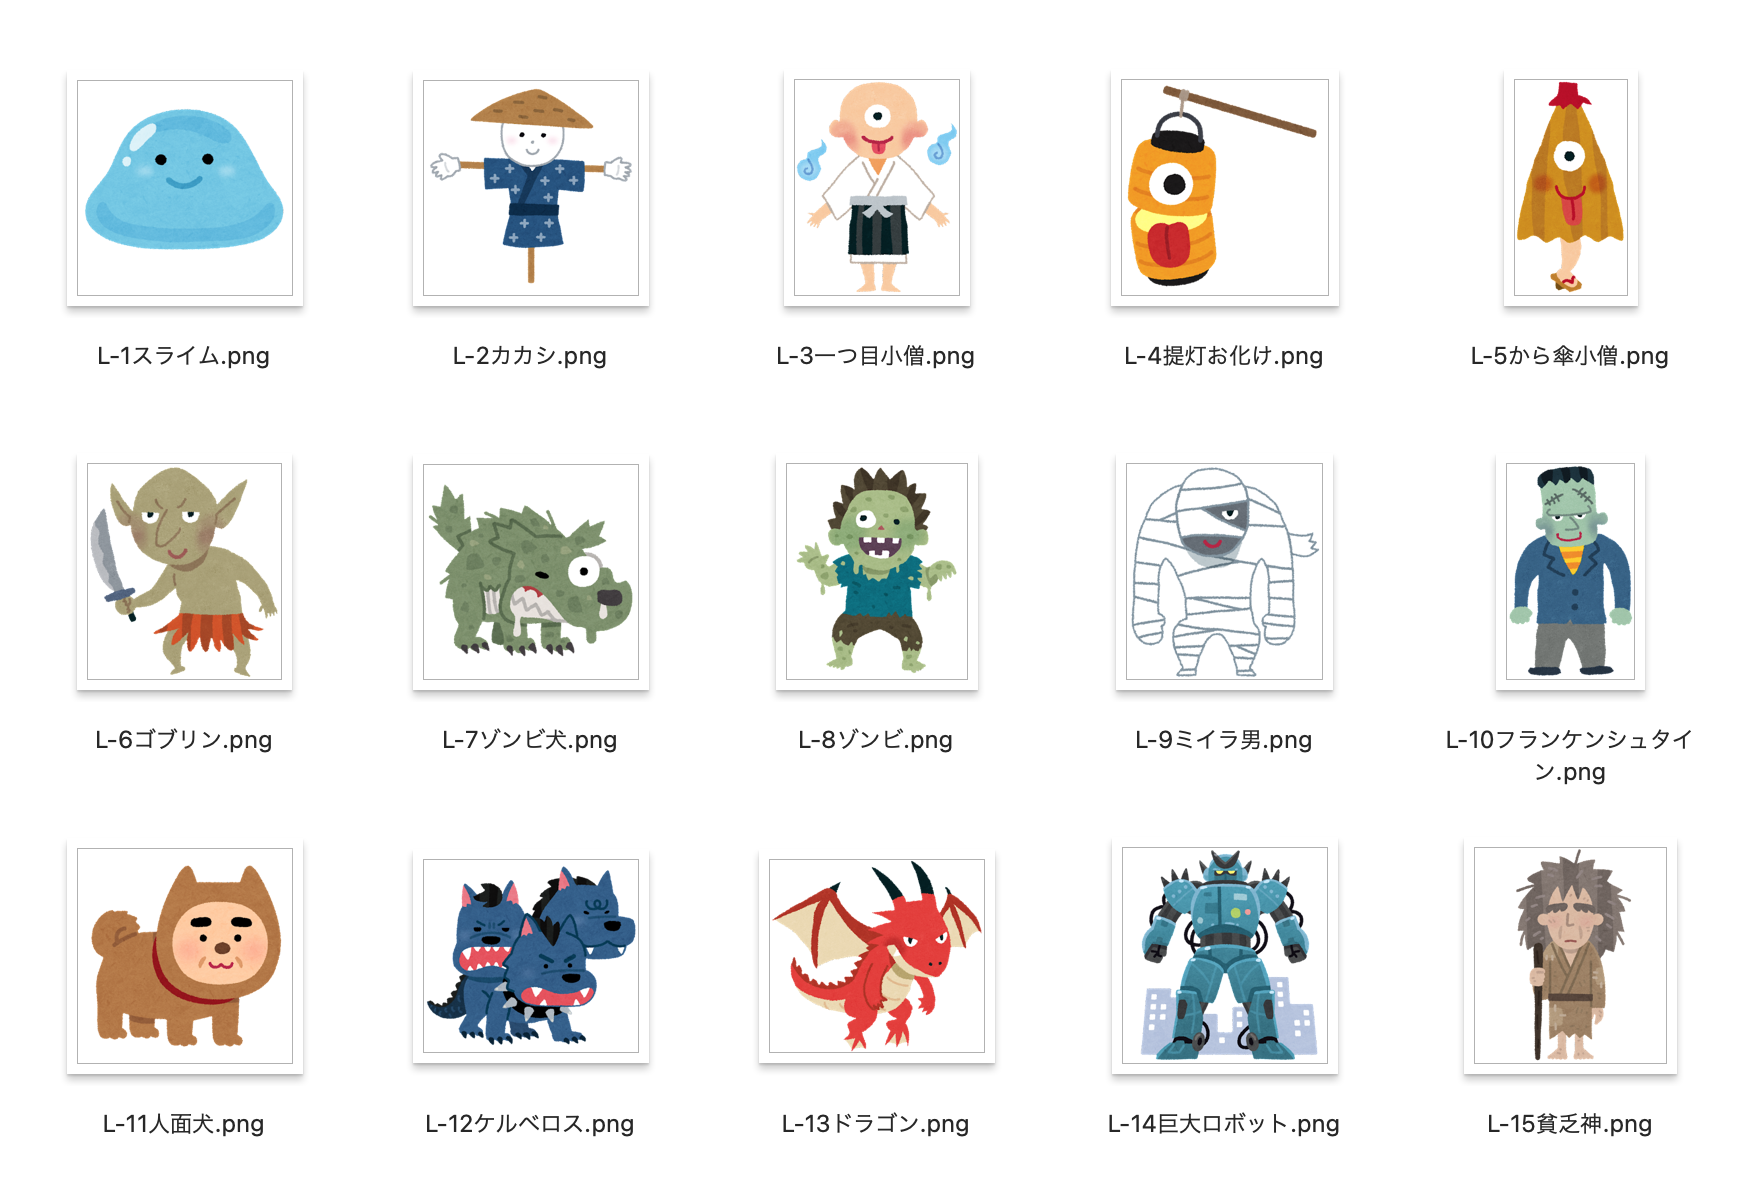 L-1スライム.png
L-2カカシ.png
L-3一つ目小僧.png
L-4提灯お化け.png
L-5から傘小僧.png
L-6ゴブリン.png
L-7ゾンビ犬.png
L-8ゾンビ.png
L-9ミイラ男.png
L-10フランケンシュタイ
ン.png
L-11人面犬.png
L-12ケルベロス.png
L-13ドラゴン.png
L-14巨大ロボット.png
L-15貧乏神.png